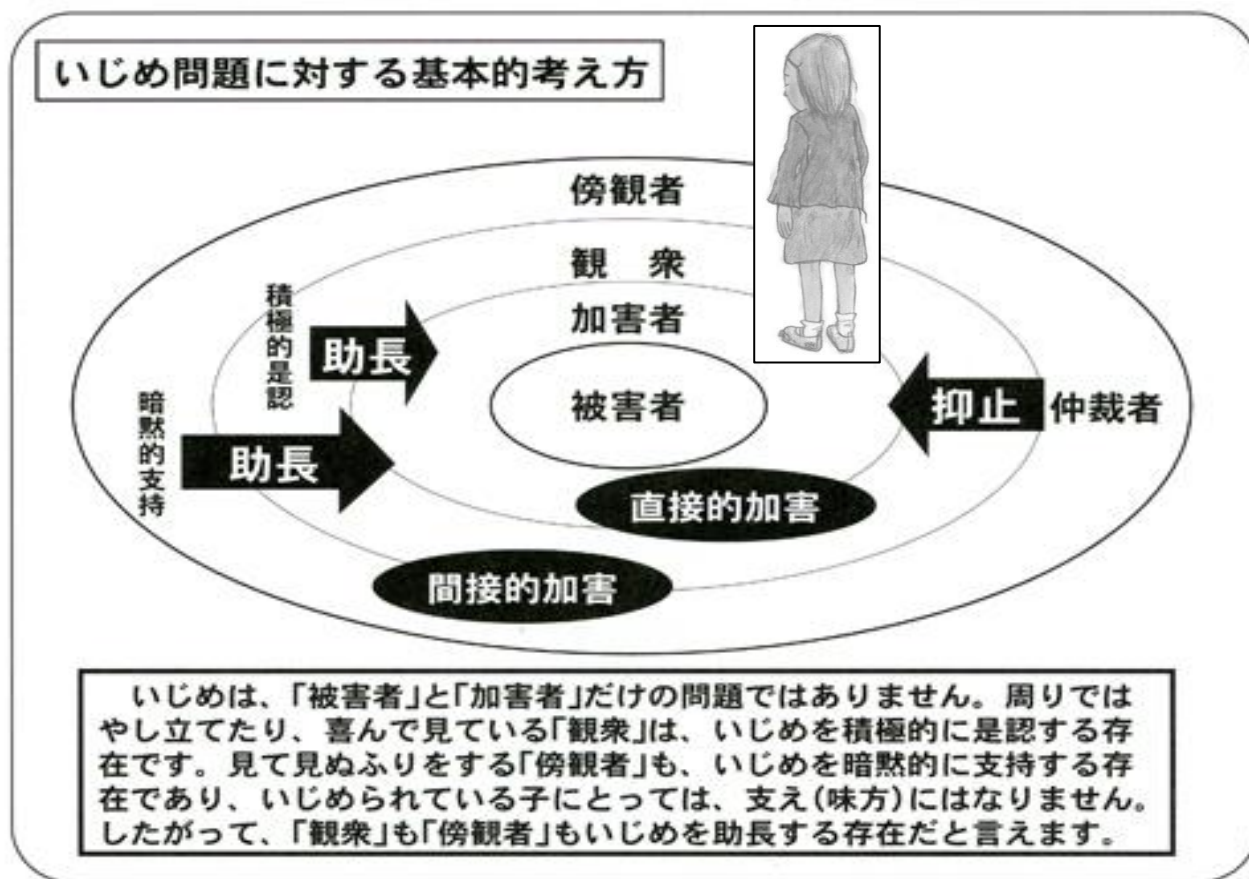 いじめ問題に対する基本的考え方
傍観者
観　衆
加害者
被害者
積極的是認
助長
暗黙的支持
助長
抑止
仲裁者
直接的加害
間接的加害
　いじめは、「被害者」と「加害者」だけの問題ではありません。周りでは
やし立てたり、喜んで見ている「観衆」は、いじめを積極的に是認する存
在です。見て見ぬふりをする「傍観者」も、いじめを暗黙的に支持する存
在であり、いじめられている子にとっては、支え（味方）にはなりません。
したがって、「観衆」も「傍観者」もいじめを助長する存在だと言えます。